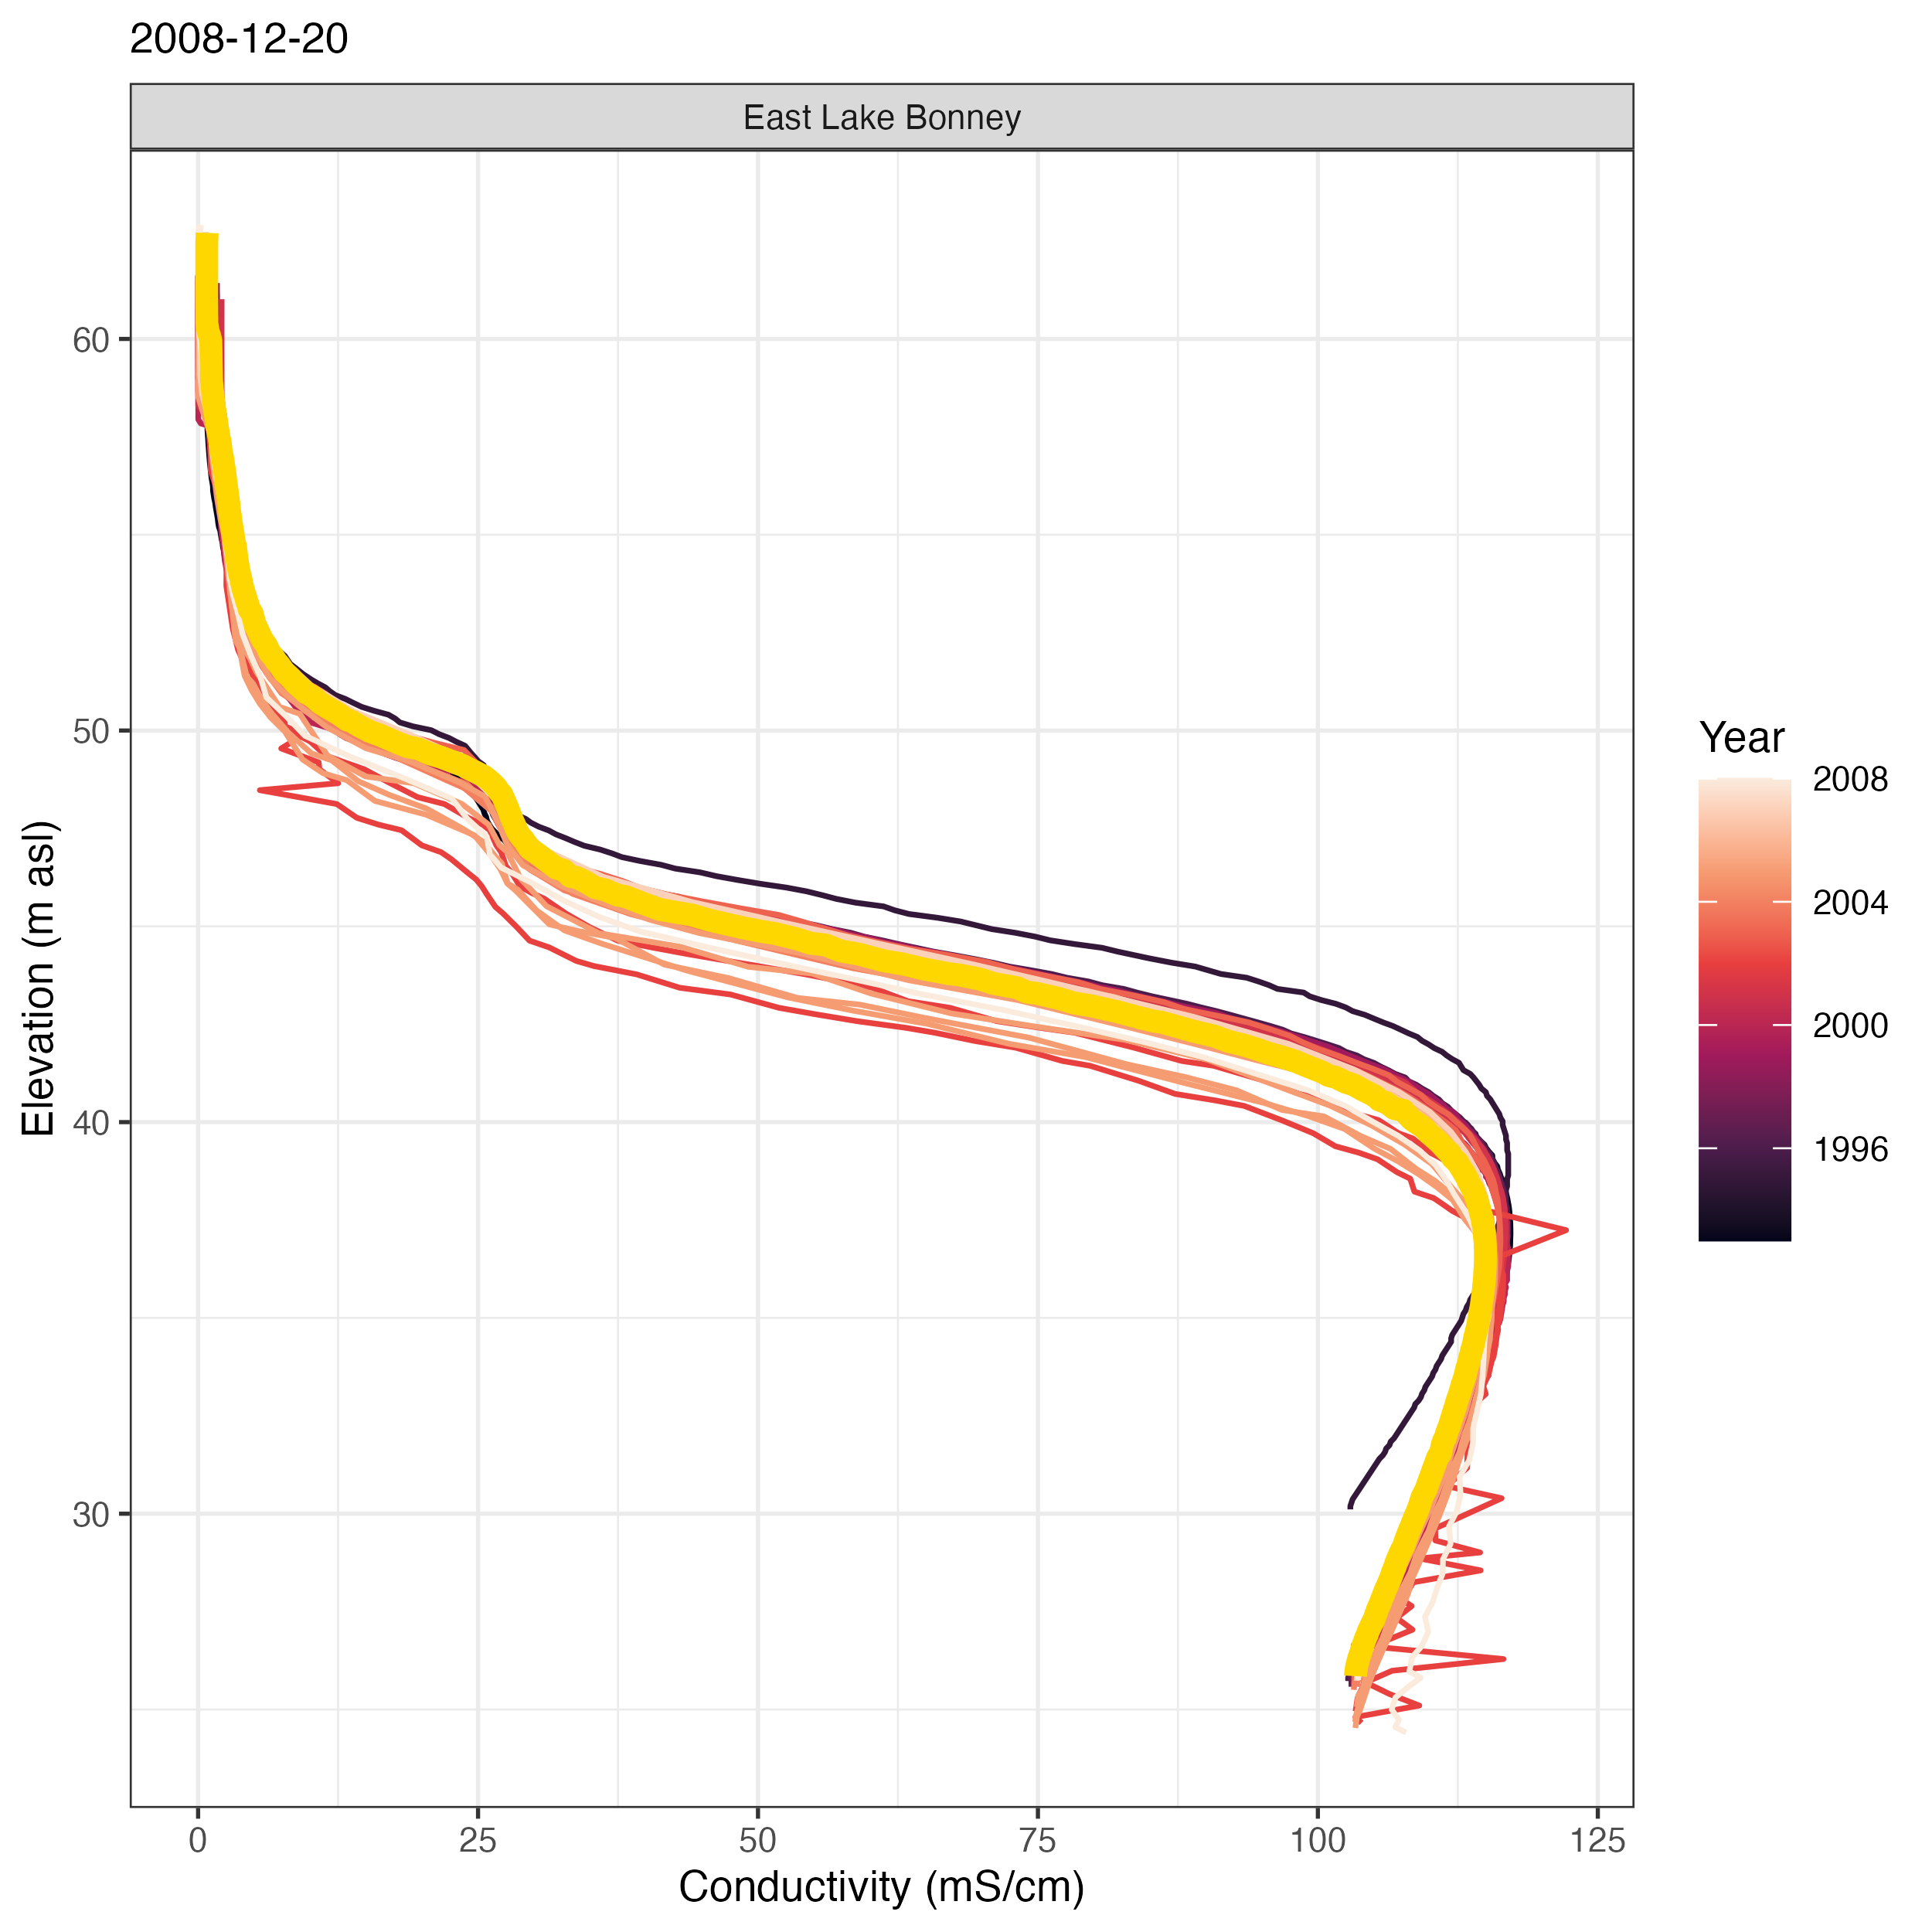 2008-12-20
East Lake Bonney
60
50
40
30
Elevation (m asl)
0 25 50 75 100 125
Conductivity (mS/cm)
Year
2008
2004
2000
1996